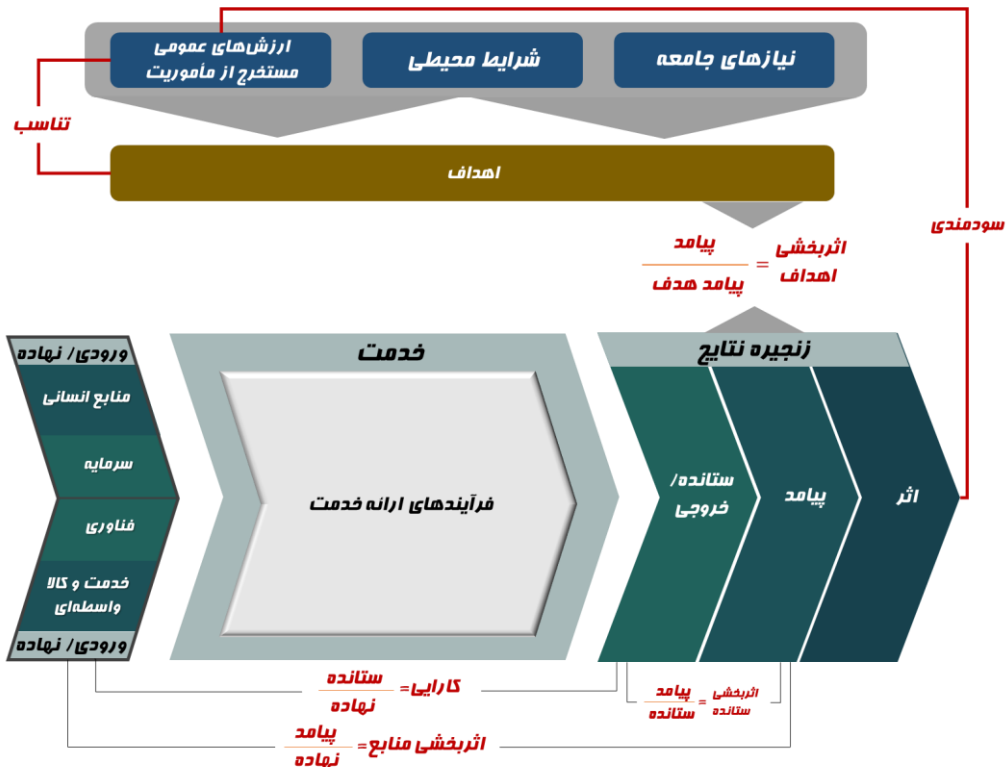 نیازهای جامعه
شرایط محیطی
ارزش‌های عمومی
مستخرج از مأموریت
تناسب
اهداف
سودمندی
اثربخشی
اهداف
=
پیامد
پیامد هدف
ورودی/ نهاده
منابع انسانی
سرمایه
فناوری
خدمت و کالا
واسطه‌ای
ورودی/ نهاده
خدمت
فرآیندهای ارائه خدمت
زنجیره نتایج
ستانده/
خروجی
پیامد
اثر
کارایی=
ستانده
نهاده
اثربخشی
ستانده
=
پیامد
ستانده
اثربخشی منابع=
پیامد
نهاده